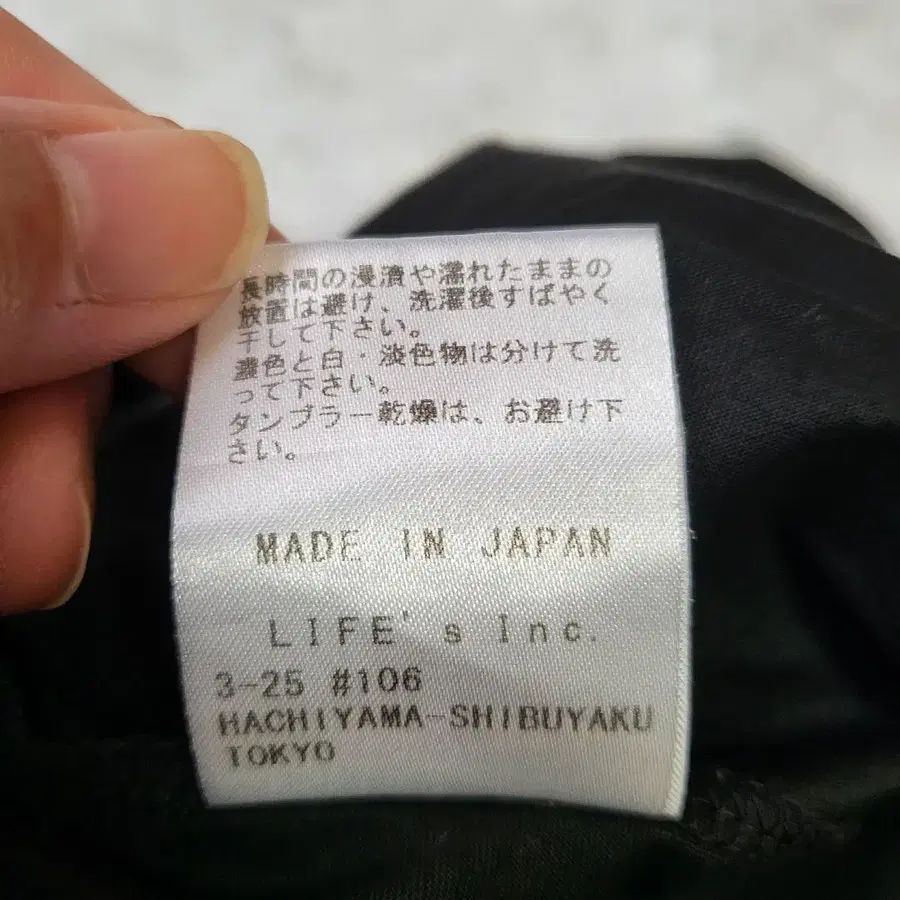 長時間の浸漬や濡れたままの
放置は避け、洗濯後すばやく
干して下さい。
濃色と白・淡色物は分けて洗
って下さい。
タンブラー乾燥は、お避け下
さい。
MADE IN JAPAN
LIFE's Inc.
3-25 #106
HACHIYAMA-SHIBUYAKU
TOKYO